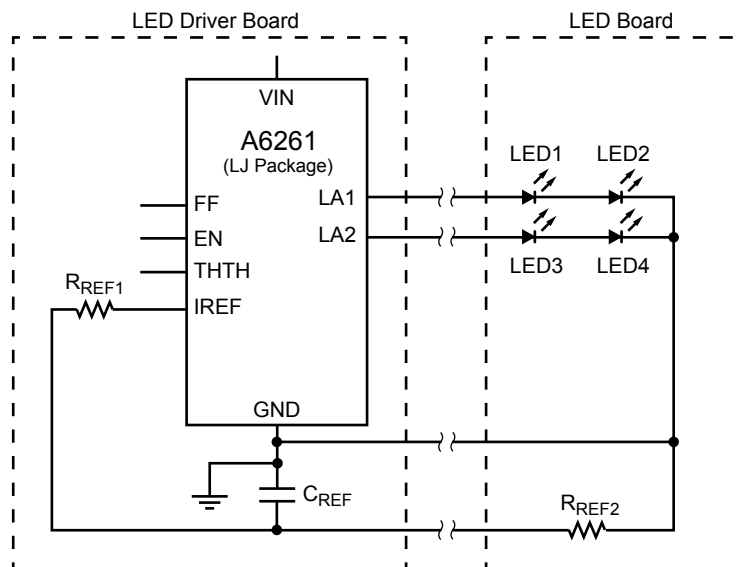 LED Driver Board
LED Board
VIN
A6261
(LJ Package)
LED1
LED2
FF
LA1
EN
LA2
THTH
LED3
LED4
RREF1
IREF
GND
CREF
RREF2